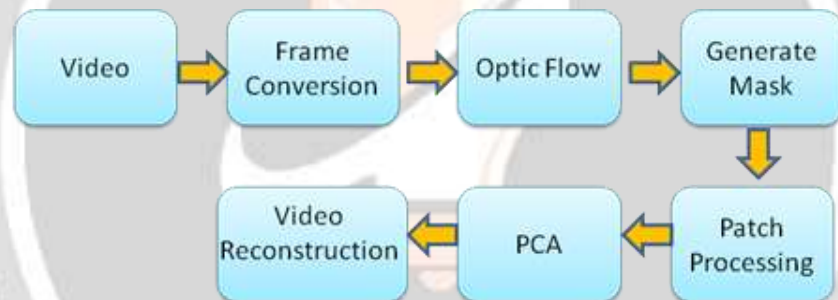 Video
Frame
Conversion
Optic Flow
Generate
Mask
Patch
Processing
PCA
Video
Reconstruction